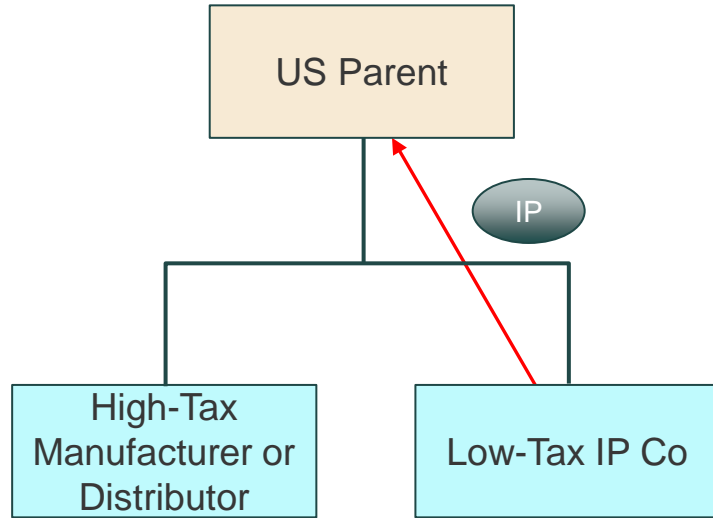 US Parent
IP
High-Tax
Manufacturer or
Distributor
Low-Tax IP Co